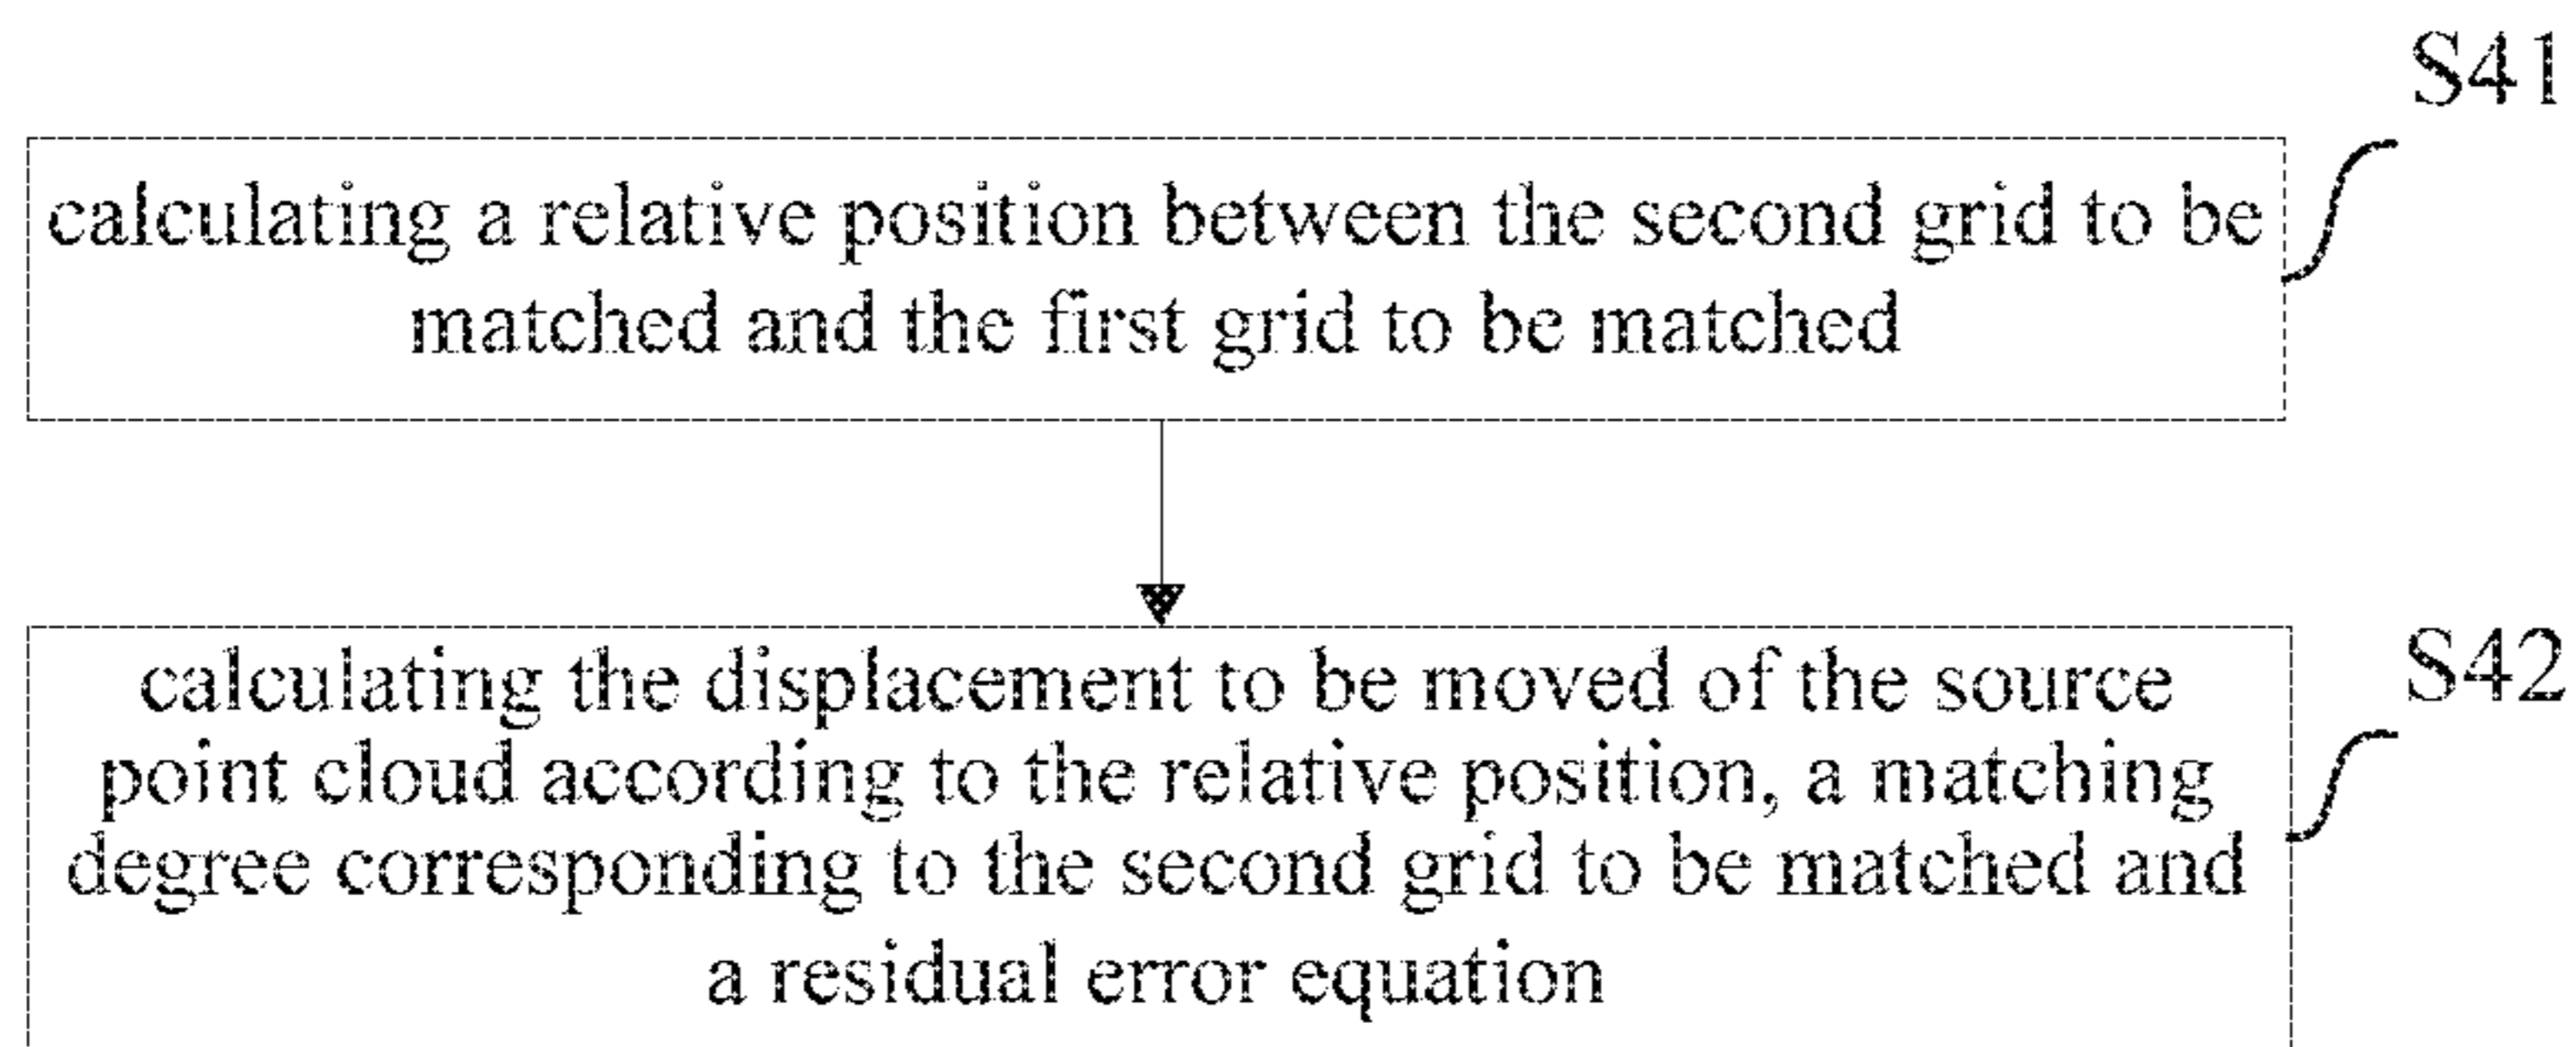 S41
calculating a relative position between the second grid to be
matched and the first grid to be matched
S42
calculating the displacement to be moved of the source
point cloud according to the relative position, a matching
degree corresponding to the second grid to be matched and
a residual error equation